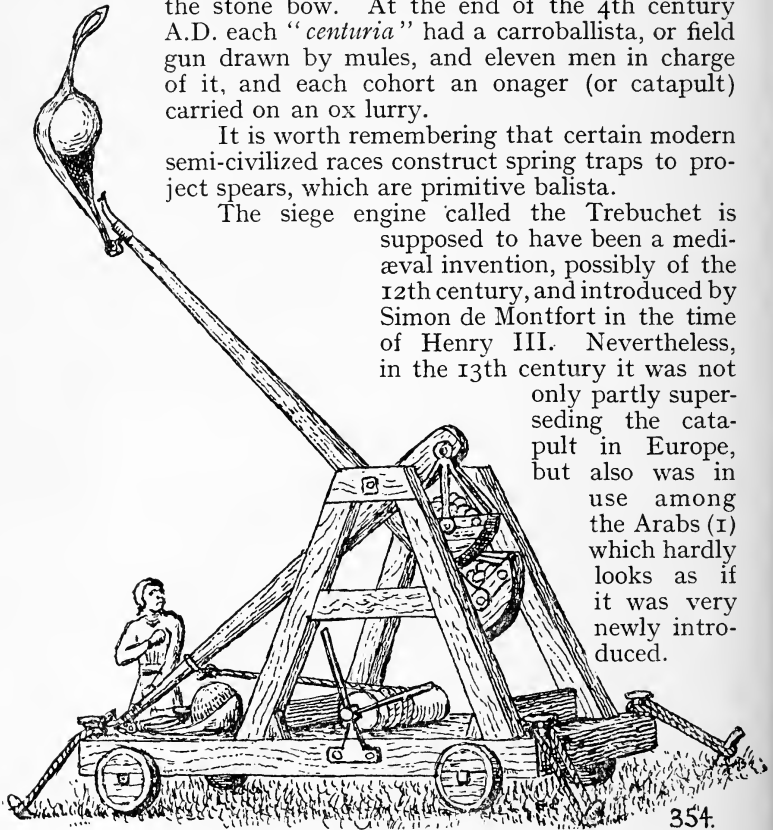 the stone bow. At the end of the 4th century
A.D. each "centuria" had a carroballista, or field
gun drawn by mules, and eleven men in charge
of it, and each cohort an onager (or catapult)
carried on an ox lurry.
It is worth remembering that certain modern
semi-civilized races construct spring traps to pro-
ject spears, which are primitive balista.
The siege engine called the Trebuchet is
supposed to have been a medi-
æval invention, possibly of the
12th century, and introduced by
Simon de Montfort in the time
of Henry III. Nevertheless,
in the 13th century it was not
only partly super-
seding the cata-
pult in Europe,
but also was in
use among
the Arabs (1)
which hardly
looks as if
it was very
newly intro-
duced.
354.